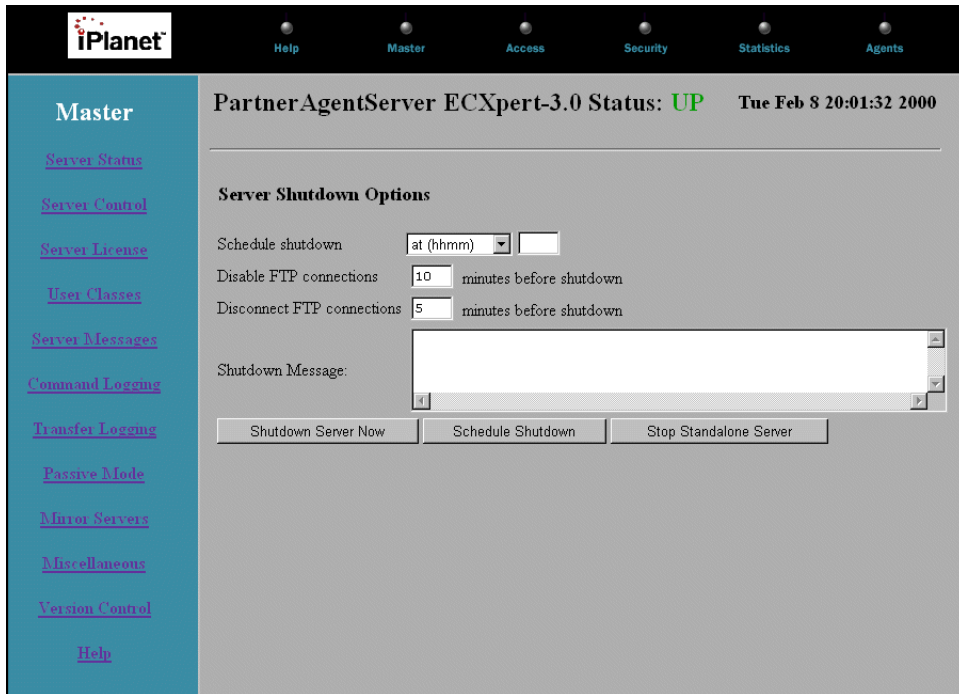 iPlanet™
Help Master Access Security Statistics Agents
Master
Server Status
Server Control
Server License
User Classes
Server Messages
Command Logging
Transfer Logging
Passive Mode
Mirror Servers
Miscellaneous
Version Control
Help
PartnerAgentServer ECXpert-3.0 Status: UP Tue Feb 8 20:01:32 2000
Server Shutdown Options
Schedule shutdown at (hhmm)
Disable FTP connections 10 minutes before shutdown
Disconnect FTP connections 5 minutes before shutdown
Shutdown Message:
Shutdown Server Now Schedule Shutdown Stop Standalone Server